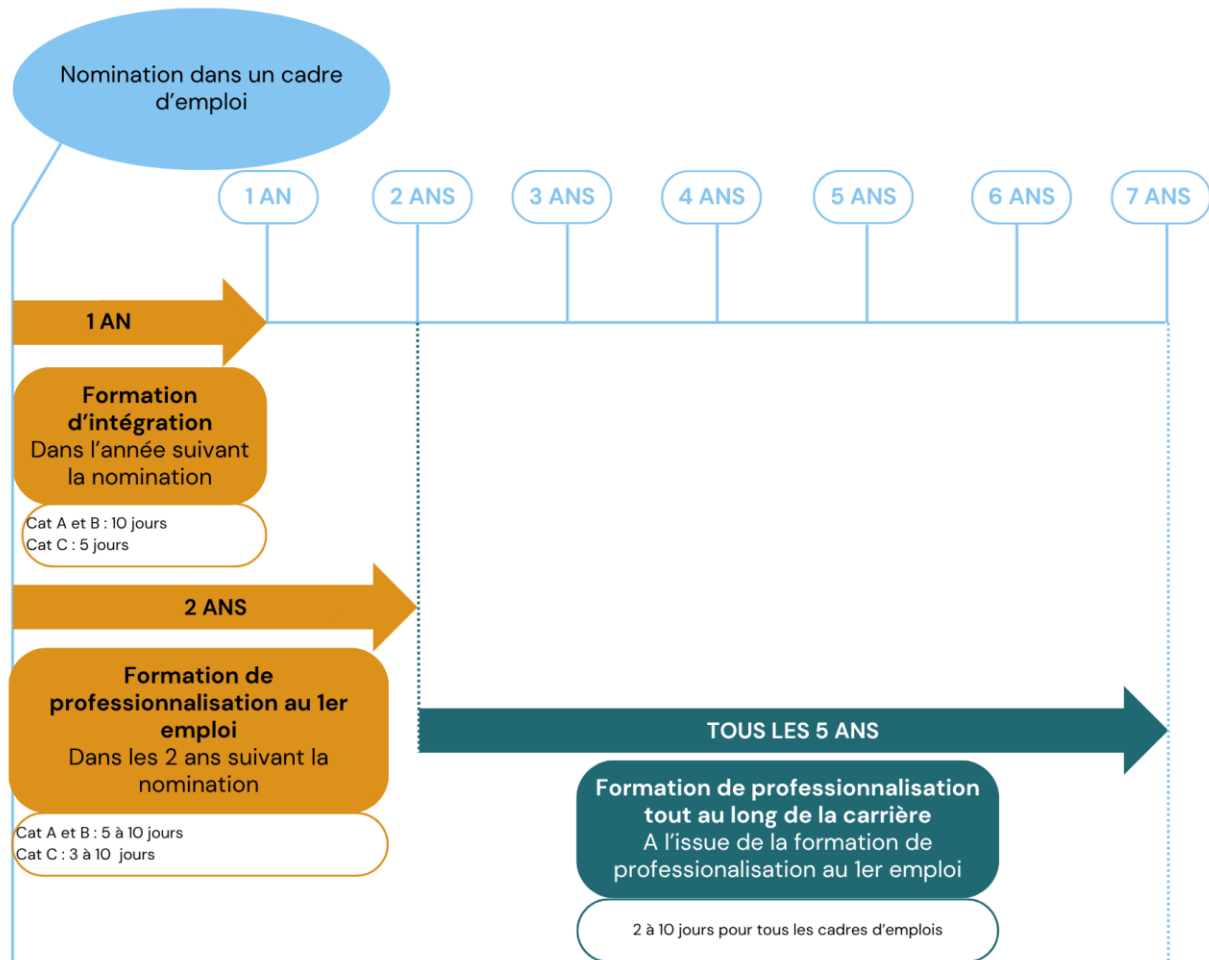 Nomination dans un cadre
d'emploi
1 AN
2 ANS
3 ANS
4 ANS
5 ANS
6 ANS
7 ANS
1 AN
Formation
d'intégration
Dans l'année suivant
la nomination
Cat A et B : 10 jours
Cat C : 5 jours
2 ANS
Formation de
professionnalisation au 1er
emploi
Dans les 2 ans suivant la
nomination
Cat A et B : 5 à 10 jours
Cat C : 3 à 10 jours
TOUS LES 5 ANS
Formation de professionnalisation
tout au long de la carrière
A l'issue de la formation de
professionalisation au 1er emploi
2 à 10 jours pour tous les cadres d'emplois